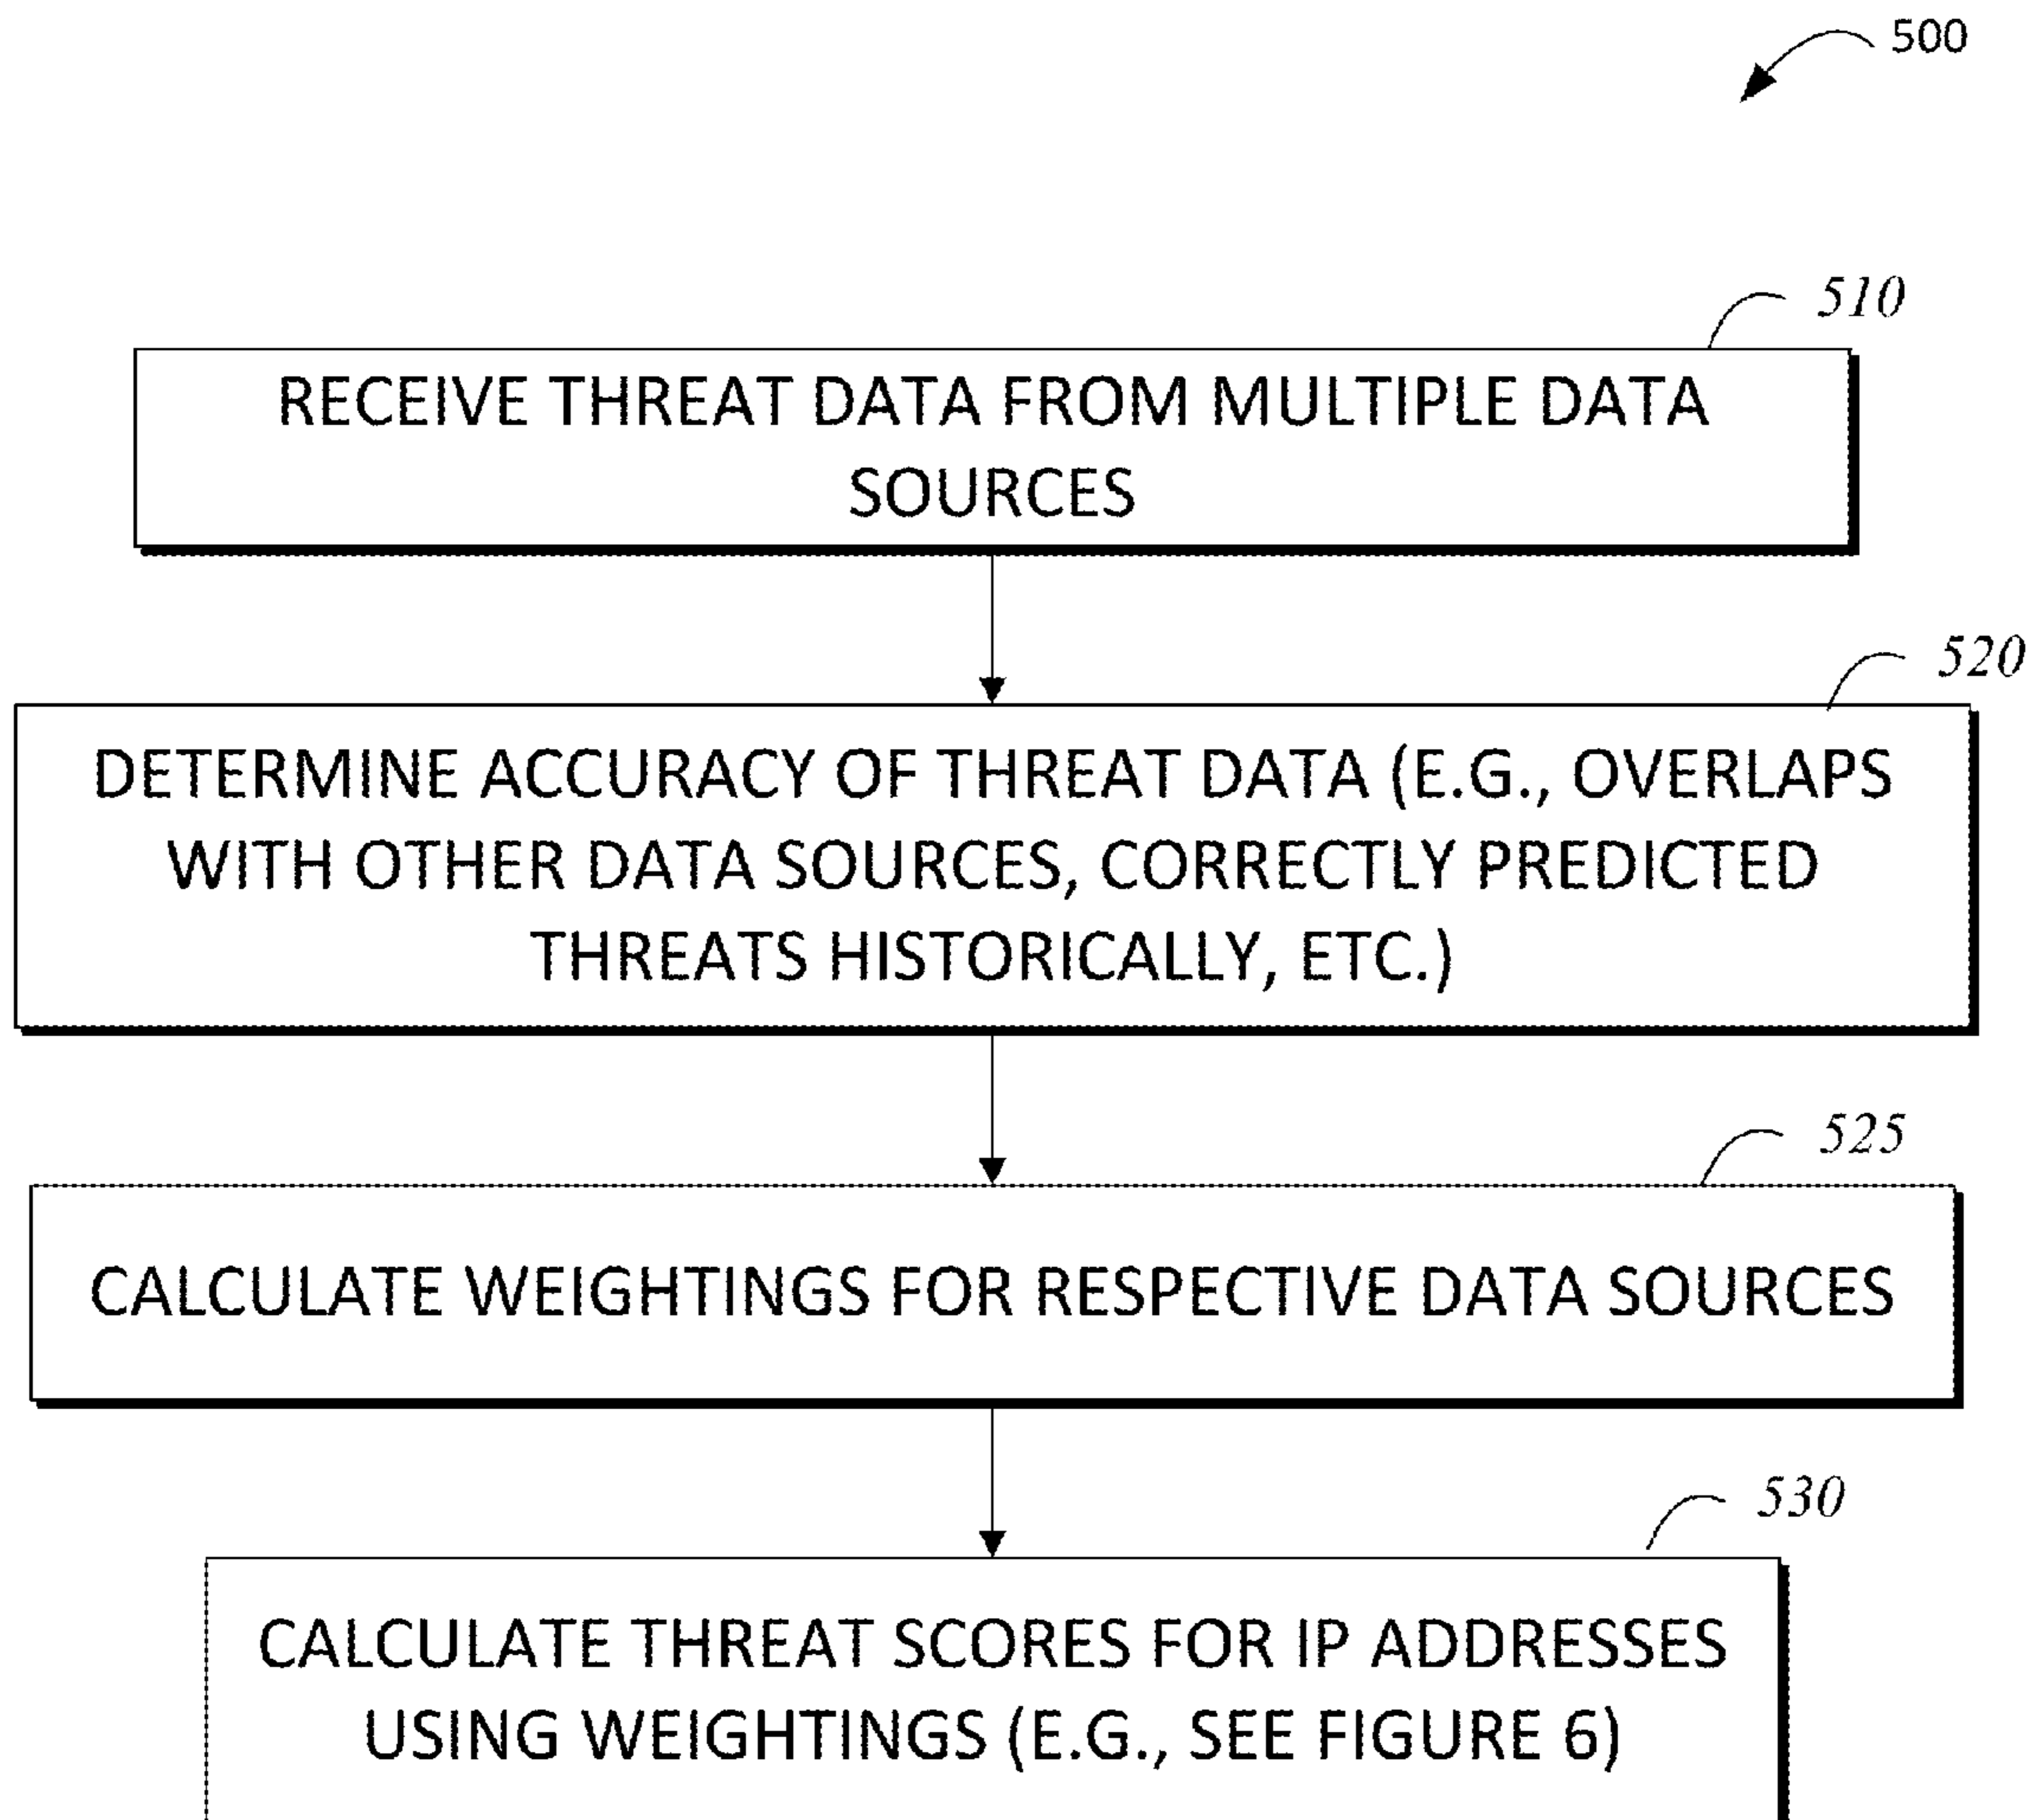 500
510
RECEIVE THREAT DATA FROM MULTIPLE DATA
SOURCES
520
DETERMINE ACCURACY OF THREAT DATA (E.G., OVERLAPS
WITH OTHER DATA SOURCES, CORRECTLY PREDICTED
THREATS HISTORICALLY, ETC.)
525
CALCULATE WEIGHTINGS FOR RESPECTIVE DATA SOURCES
530
CALCULATE THREAT SCORES FOR IP ADDRESSES
USING WEIGHTINGS (E.G., SEE FIGURE 6)